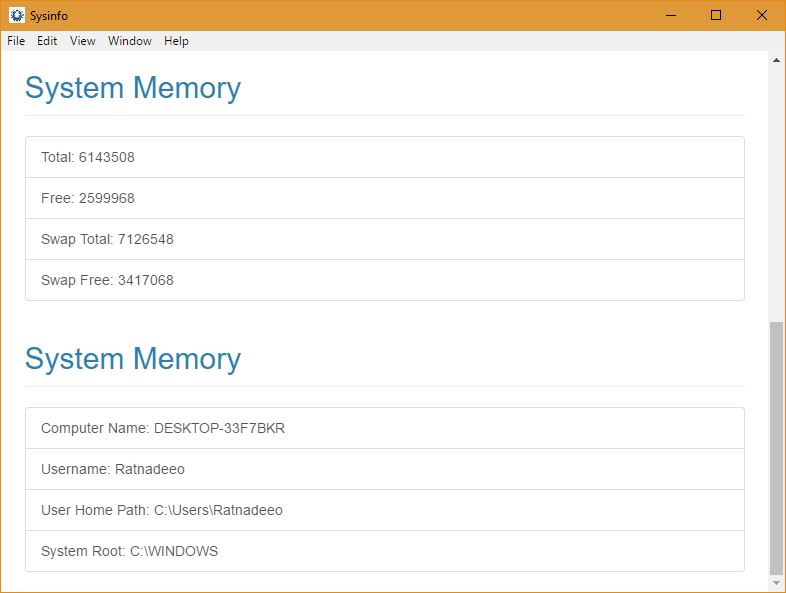 Sysinfo
File Edit View Window Help
System Memory
Total: 6143508
Free: 2599968
Swap Total: 7126548
Swap Free: 3417068
System Memory
Computer Name: DESKTOP-33F7BKR
Username: Ratnadeeo
User Home Path: C:\Users\Ratnadeeo
System Root: C:\WINDOWS